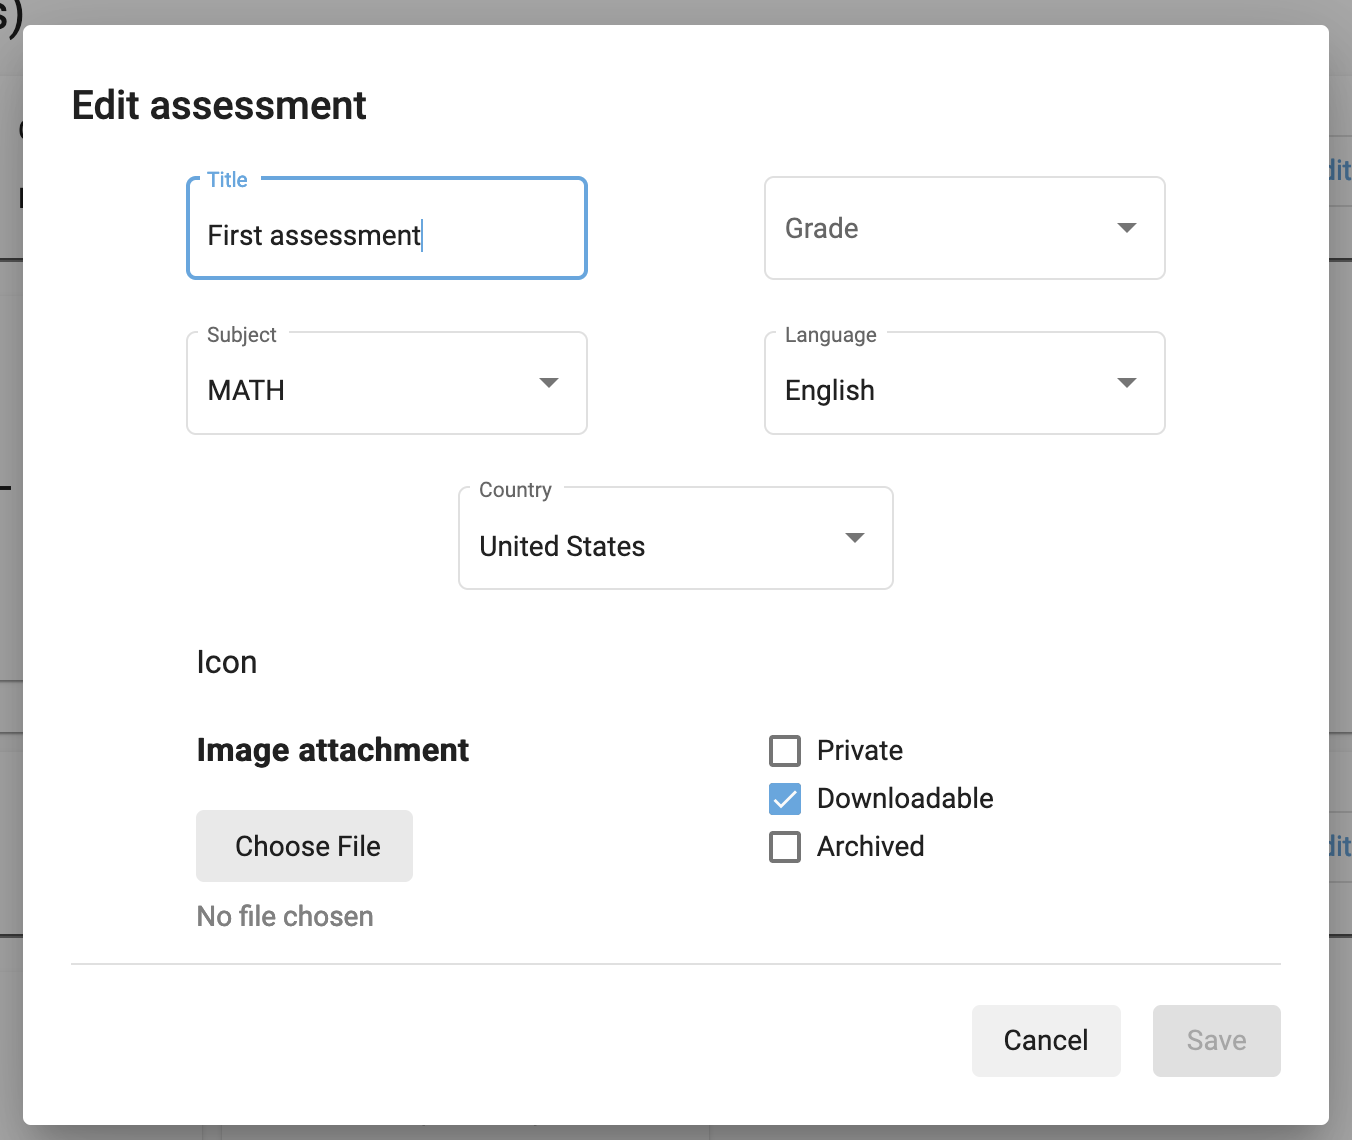 Edit assessment
Title
First assessment
Grade
Subject
MATH
Language
English
Country
United States
Icon
Image attachment
Private
Downloadable
Archived
Choose File
No file chosen
Cancel
Save